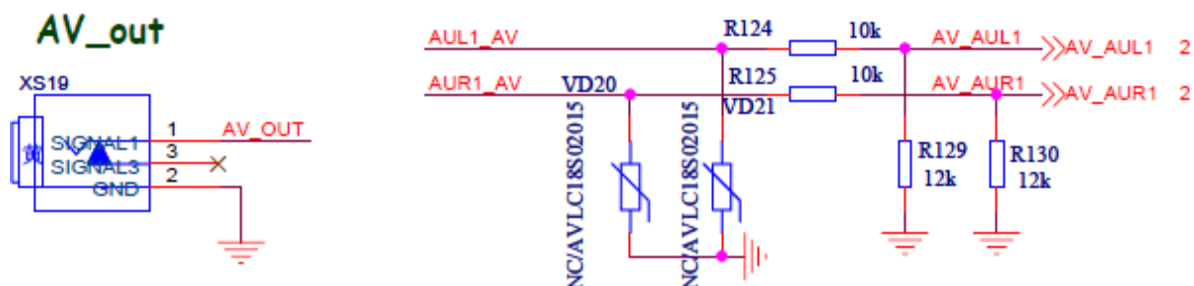 AV_out
XS19
黄
SIGNAL1
1
AV_OUT
SIGNAL3
3
GND
2
AUL1_AV
R124
10k
AV_AUL1
AV_AUL1 2
AUR1_AV
VD20
R125
10k
AV_AUR1
AV_AUR1 2
VD21
NC/AVLC18S02015
NC/AVLC18S02015
R129
12k
R130
12k